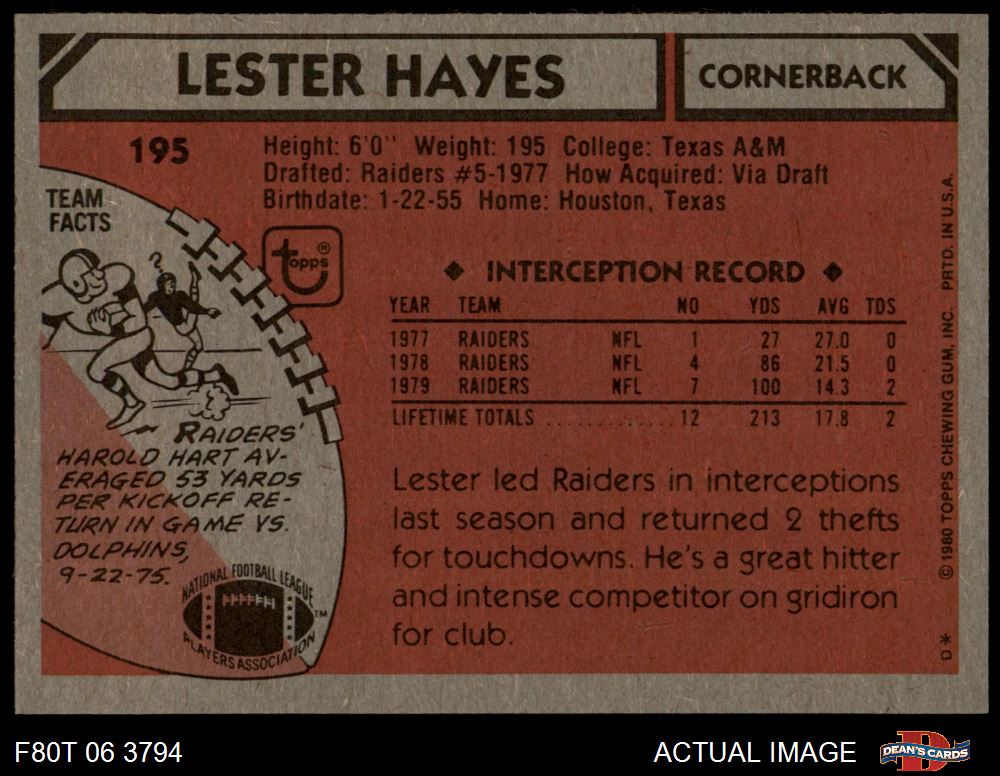 LESTER HAYES
CORNERBACK
195
Height: 6'0" Weight: 195 College: Texas A&M
Drafted: Raiders #5-1977 How Acquired: Via Draft
Birthdate: 1-22-55 Home: Houston, Texas
TEAM
FACTS
?
topps®
◆ INTERCEPTION RECORD ◆
YEAR TEAM NO YDS AVG TDS
1977 RAIDERS NFL 1 27 27.0 0
1978 RAIDERS NFL 4 86 21.5 0
1979 RAIDERS NFL 7 100 14.3 2
LIFETIME TOTALS ............ 12 213 17.8 2
RAIDERS'
HAROLD HART AV-
ERAGED 53 YARDS
PER KICKOFF RE-
TURN IN GAME VS.
DOLPHINS,
9-22-75.
NATIONAL FOOTBALL LEAGUE
PLAYERS ASSOCIATION
TM
Lester led Raiders in interceptions
last season and returned 2 thefts
for touchdowns. He's a great hitter
and intense competitor on gridiron
for club.
© 1980 TOPPS CHEWING GUM, INC. PRTD. IN U.S.A.
D *
F80T 06 3794
ACTUAL IMAGE
D
DEAN'S CARDS